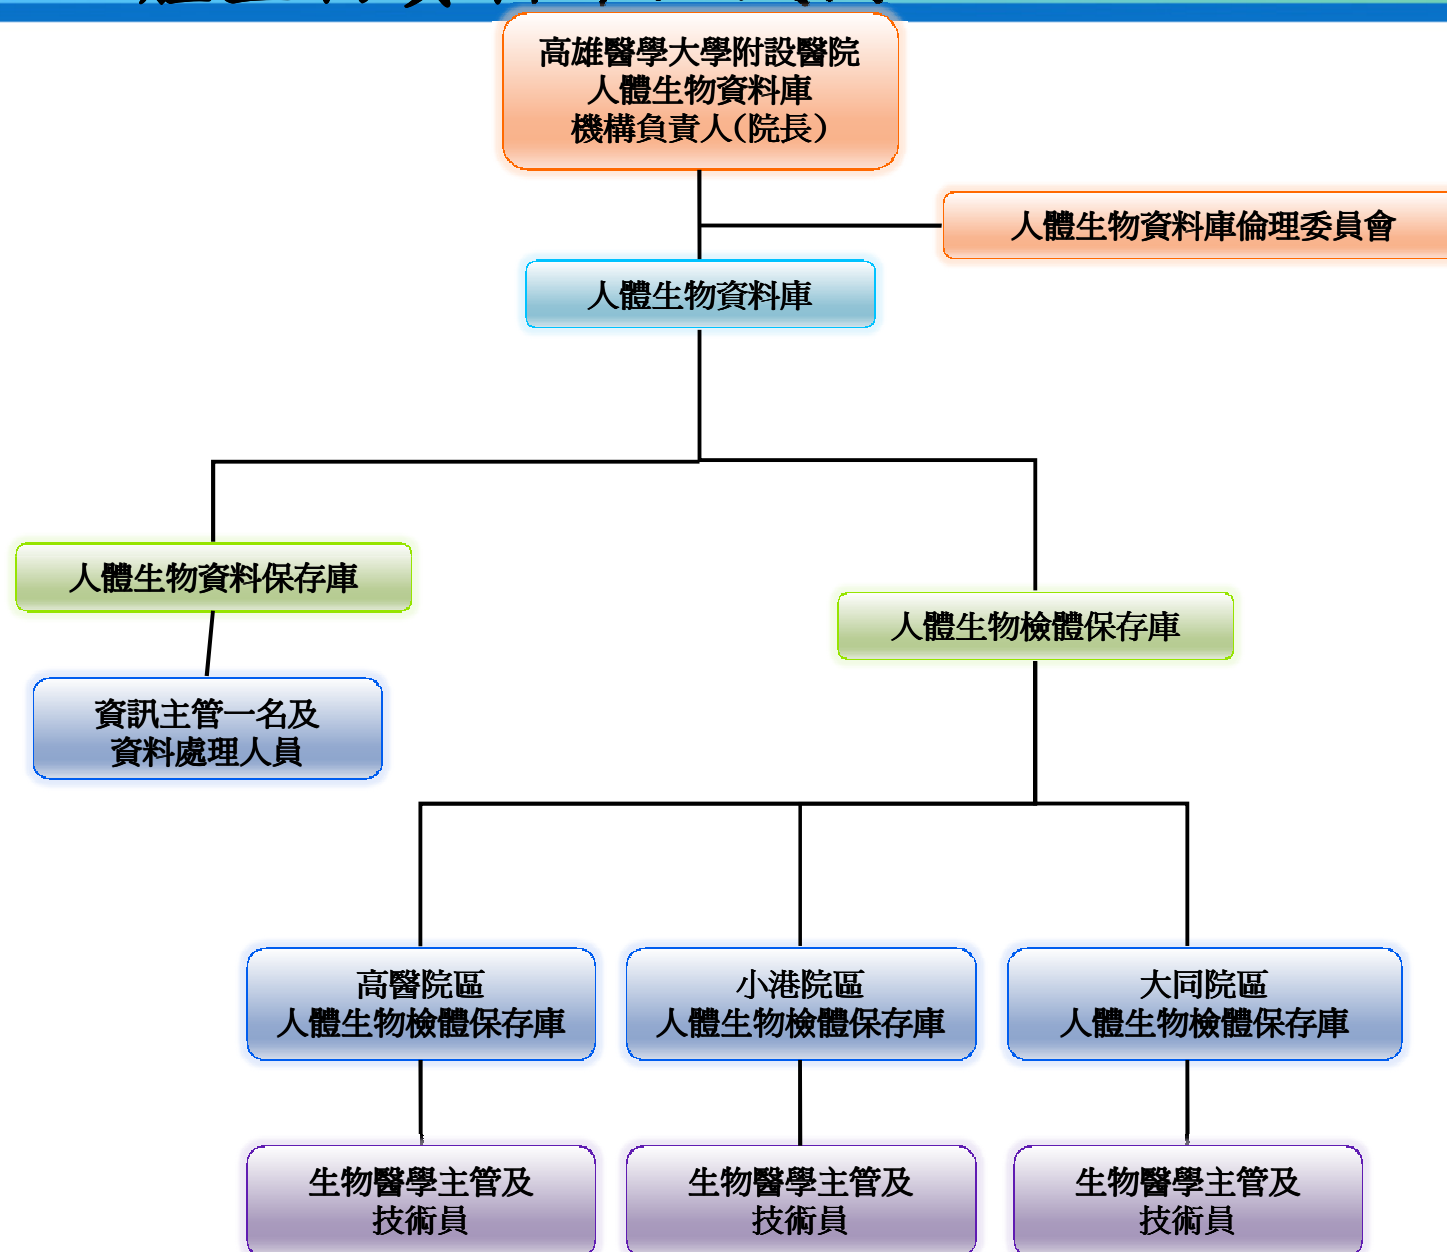 高雄醫學大學附設醫院
人體生物資料庫
機構負責人(院長)
人體生物資料庫倫理委員會
人體生物資料庫
人體生物資料保存庫
人體生物檢體保存庫
資訊主管一名及
資料處理人員
高醫院區
人體生物檢體保存庫
小港院區
人體生物檢體保存庫
大同院區
人體生物檢體保存庫
生物醫學主管及
技術員
生物醫學主管及
技術員
生物醫學主管及
技術員